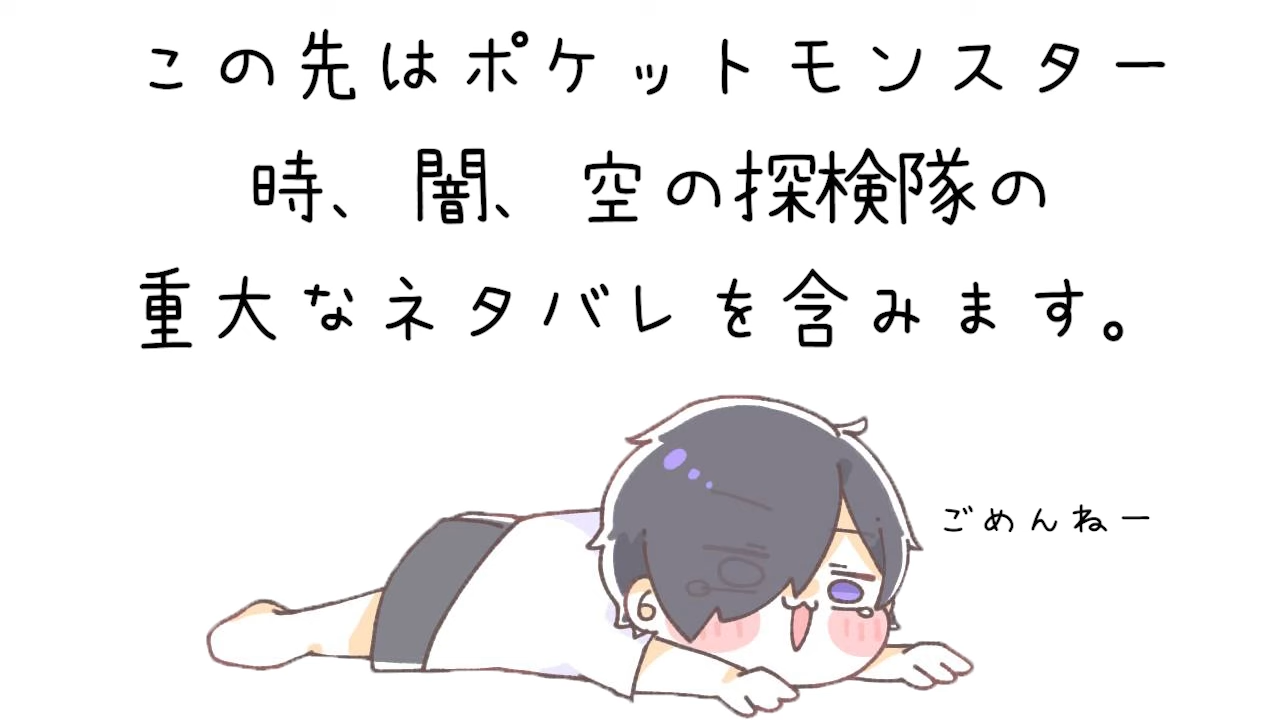 この先はポケットモンスター
時、闇、空の探検隊の
重大なネタバレを含みます。
ごめんねー